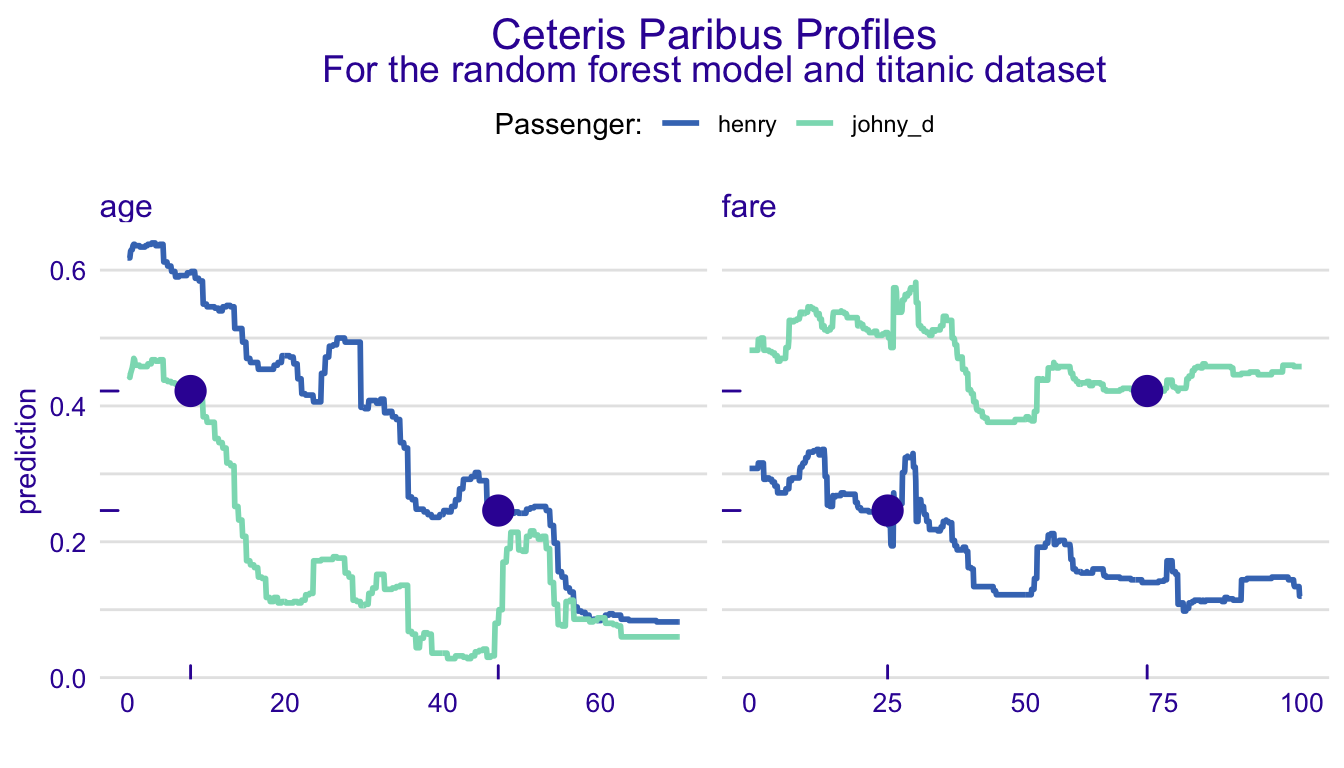 Ceteris Paribus Profiles
For the random forest model and titanic dataset
Passenger: henry johny_d
age
fare
prediction
0.6
0.4
0.2
0.0
0 20 40 60
0 25 50 75 100